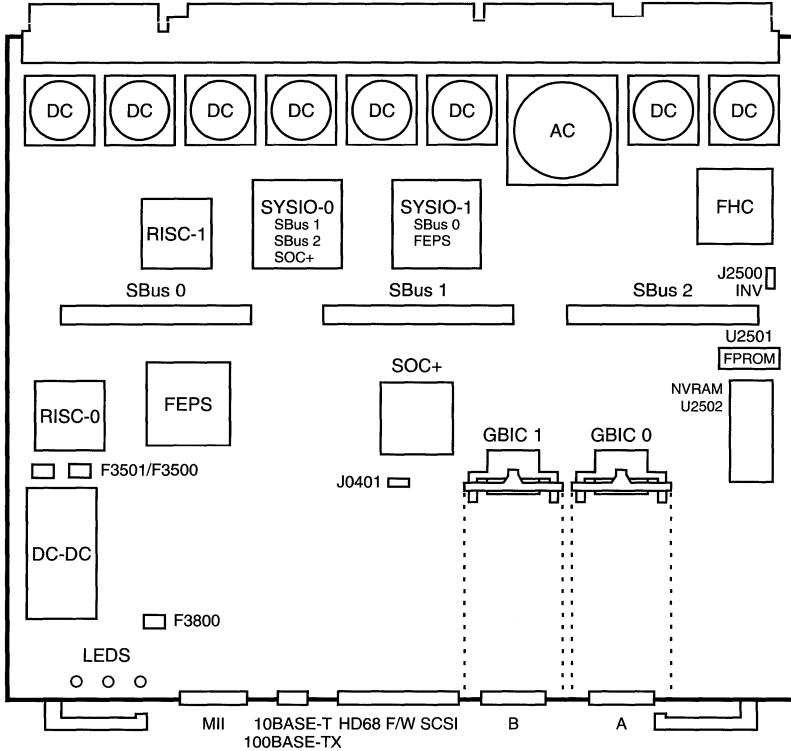 DC
DC
DC
DC
DC
DC
AC
DC
DC
RISC-1
SYSIO-0
SBus 1
SBus 2
SOC+
SYSIO-1
SBus 0
FEPS
FHC
J2500
INV
SBus 0
SBus 1
SBus 2
U2501
FPROM
RISC-0
FEPS
SOC+
NVRAM
U2502
GBIC 1
GBIC 0
F3501/F3500
J0401
DC-DC
F3800
LEDS
MII
10BASE-T
100BASE-TX
HD68 F/W SCSI
B
A